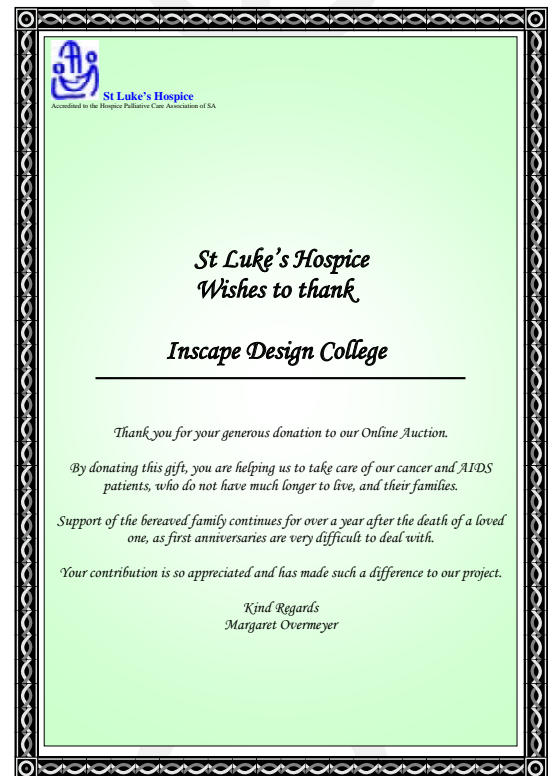 St Luke's Hospice
Accredited to the Hospice Palliative Care Association of SA
St Luke's Hospice
Wishes to thank
Inscape Design College
Thank you for your generous donation to our Online Auction.
By donating this gift, you are helping us to take care of our cancer and AIDS
patients, who do not have much longer to live, and their families.
Support of the bereaved family continues for over a year after the death of a loved
one, as first anniversaries are very difficult to deal with.
Your contribution is so appreciated and has made such a difference to our project.
Kind Regards
Margaret Overmeyer